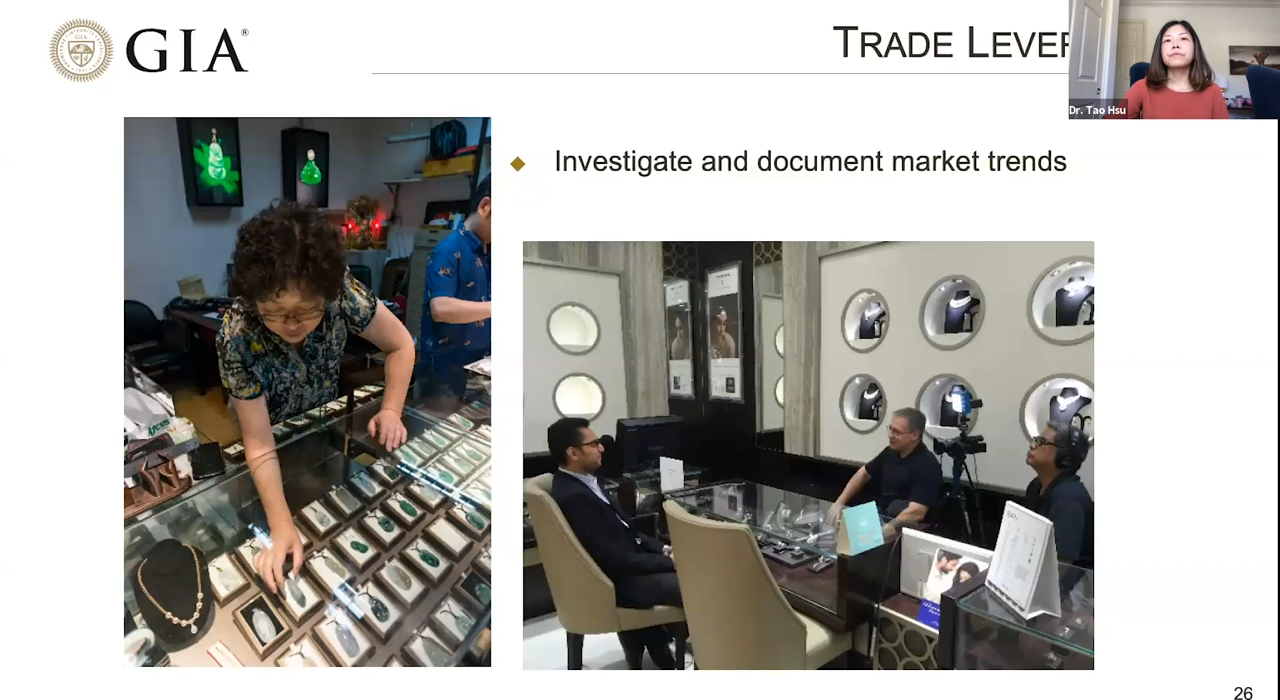 GIA®
TRADE LEVER
Dr. Tao Hsu
Investigate and document market trends
26